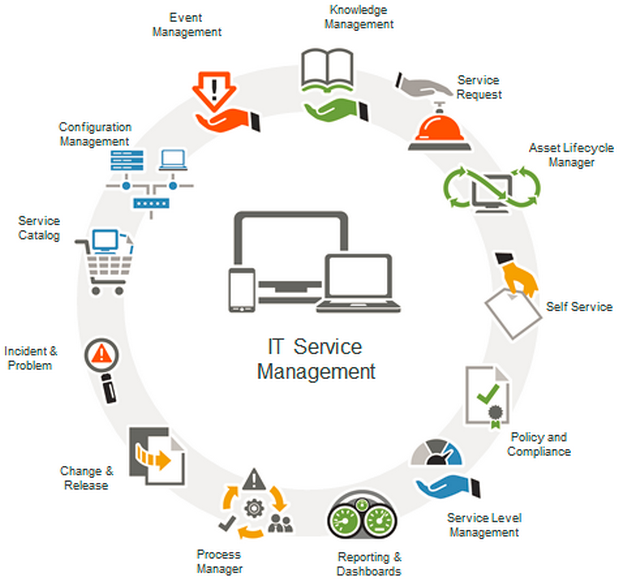 Knowledge
Management
Service
Request
Asset Lifecycle
Manager
Self Service
Policy and
Compliance
Service Level
Management
Reporting &
Dashboards
Process
Manager
Change &
Release
Incident &
Problem
Service
Catalog
Configuration
Management
Event
Management
IT Service
Management